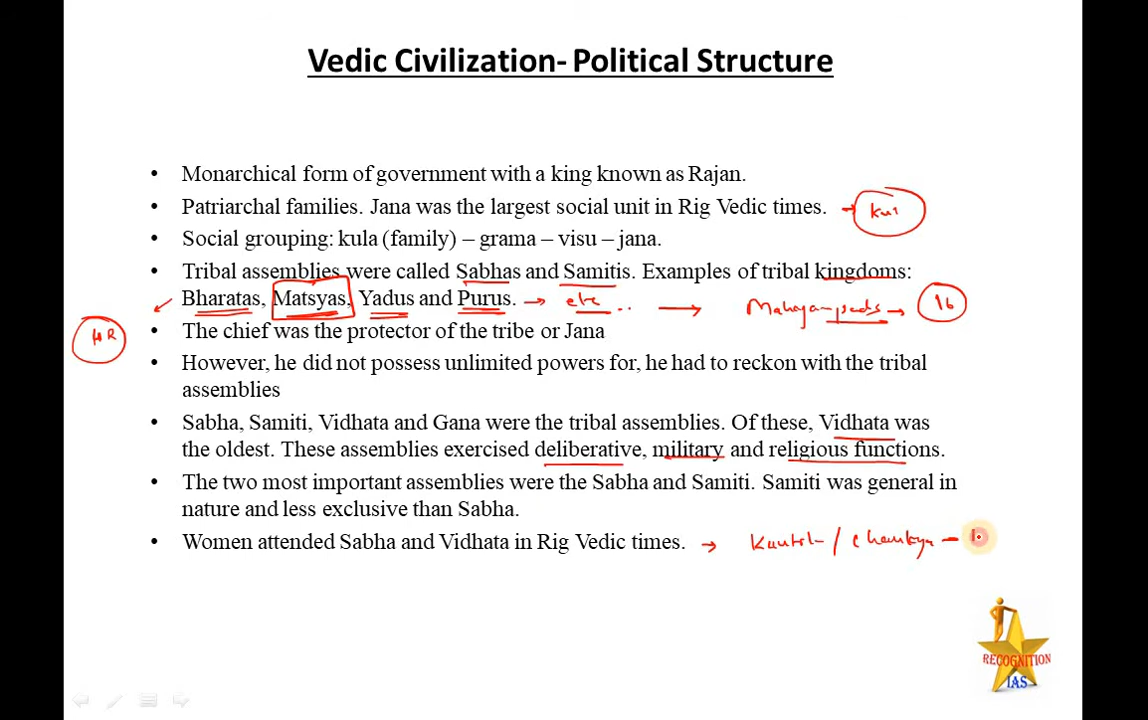 Vedic Civilization- Political Structure
• Monarchical form of government with a king known as Rajan.
• Patriarchal families. Jana was the largest social unit in Rig Vedic times. →
• Social grouping: kula (family) – grama – visu – jana.
• Tribal assemblies were called Sabhas and Samitis. Examples of tribal kingdoms:
Bharatas, Matsyas, Yadus and Purus. → etc .. → → 16
HR
• The chief was the protector of the tribe or Jana
• However, he did not possess unlimited powers for, he had to reckon with the tribal
assemblies
• Sabha, Samiti, Vidhata and Gana were the tribal assemblies. Of these, Vidhata was
the oldest. These assemblies exercised deliberative, military and religious functions.
• The two most important assemblies were the Sabha and Samiti. Samiti was general in
nature and less exclusive than Sabha.
• Women attended Sabha and Vidhata in Rig Vedic times. →
RECOGNITION
IAS